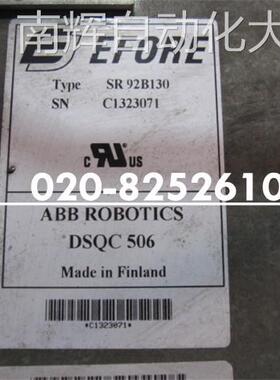 南辉自动化大
EFORE
Type SR 92B130
SN C1323071
C UR US
020-8252610
ABB ROBOTICS
DSQC 506
Made in Finland
*C1323071*